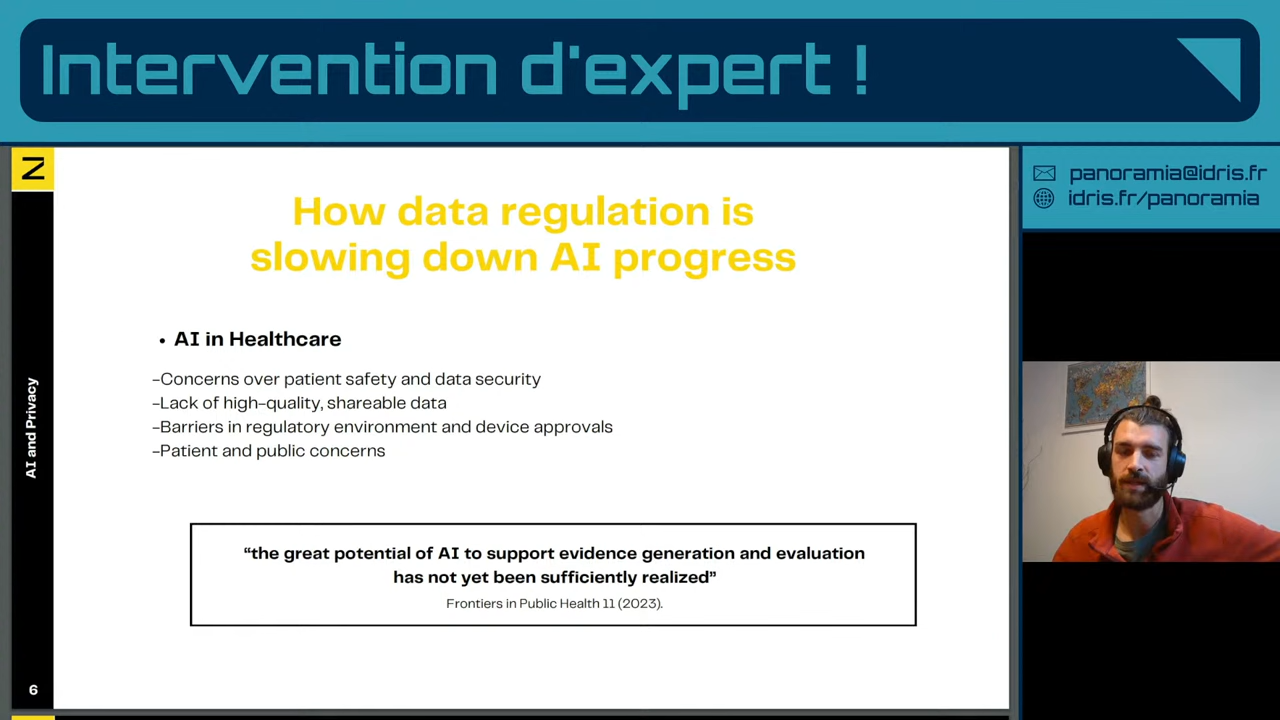 Intervention d'expert !
panoramia@idris.fr
idris.fr/panoramia
Z
How data regulation is
slowing down AI progress
• AI in Healthcare
-Concerns over patient safety and data security
-Lack of high-quality, shareable data
-Barriers in regulatory environment and device approvals
-Patient and public concerns
AI and Privacy
“the great potential of AI to support evidence generation and evaluation
has not yet been sufficiently realized”
Frontiers in Public Health 11 (2023).
6